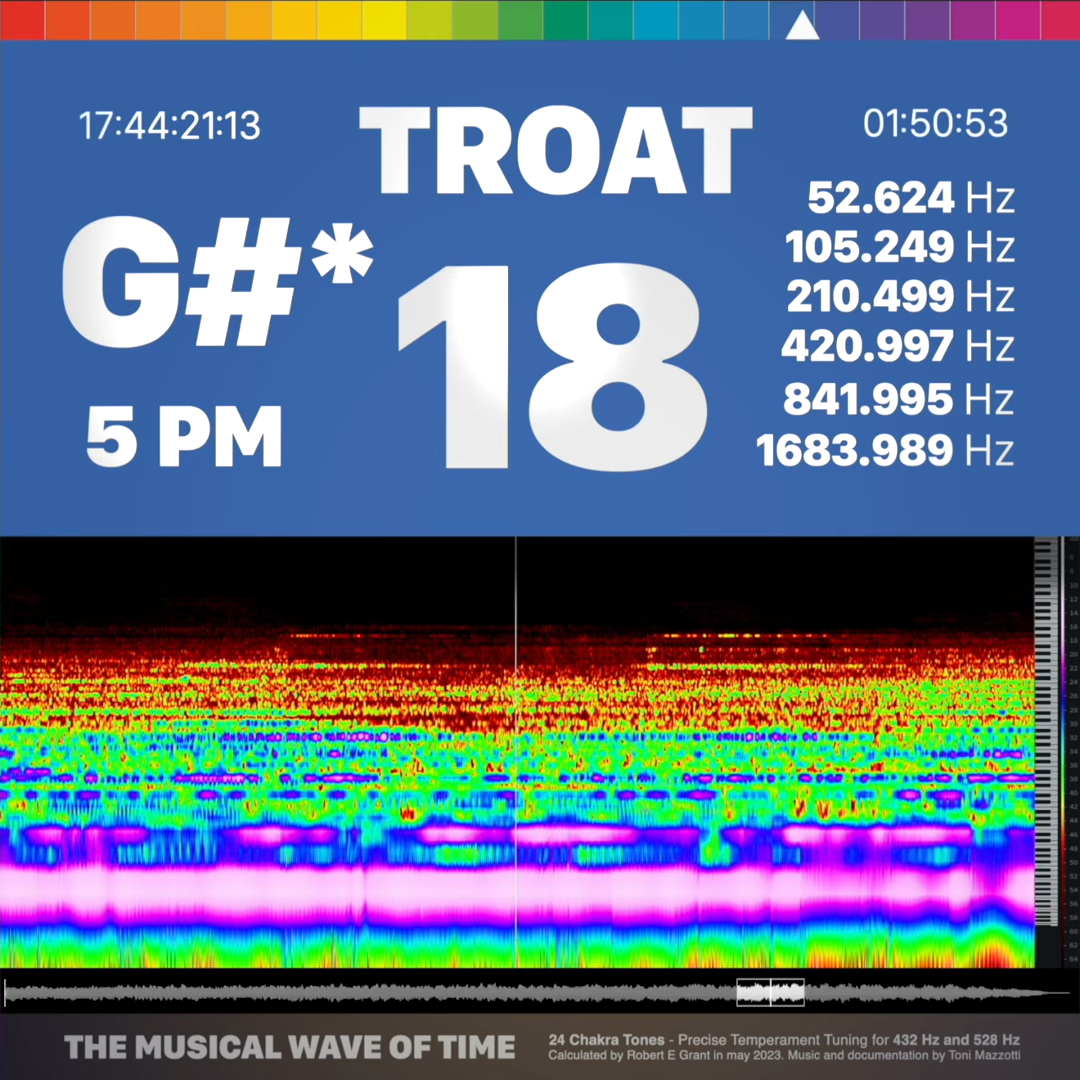 17:44:21:13
TROAT
01:50:53
G#*
18
5 PM
52.624 Hz
105.249 Hz
210.499 Hz
420.997 Hz
841.995 Hz
1683.989 Hz
THE MUSICAL WAVE OF TIME
24 Chakra Tones - Precise Temperament Tuning for 432 Hz and 528 Hz
Calculated by Robert E Grant in may 2023. Music and documentation by Toni Mazzotti